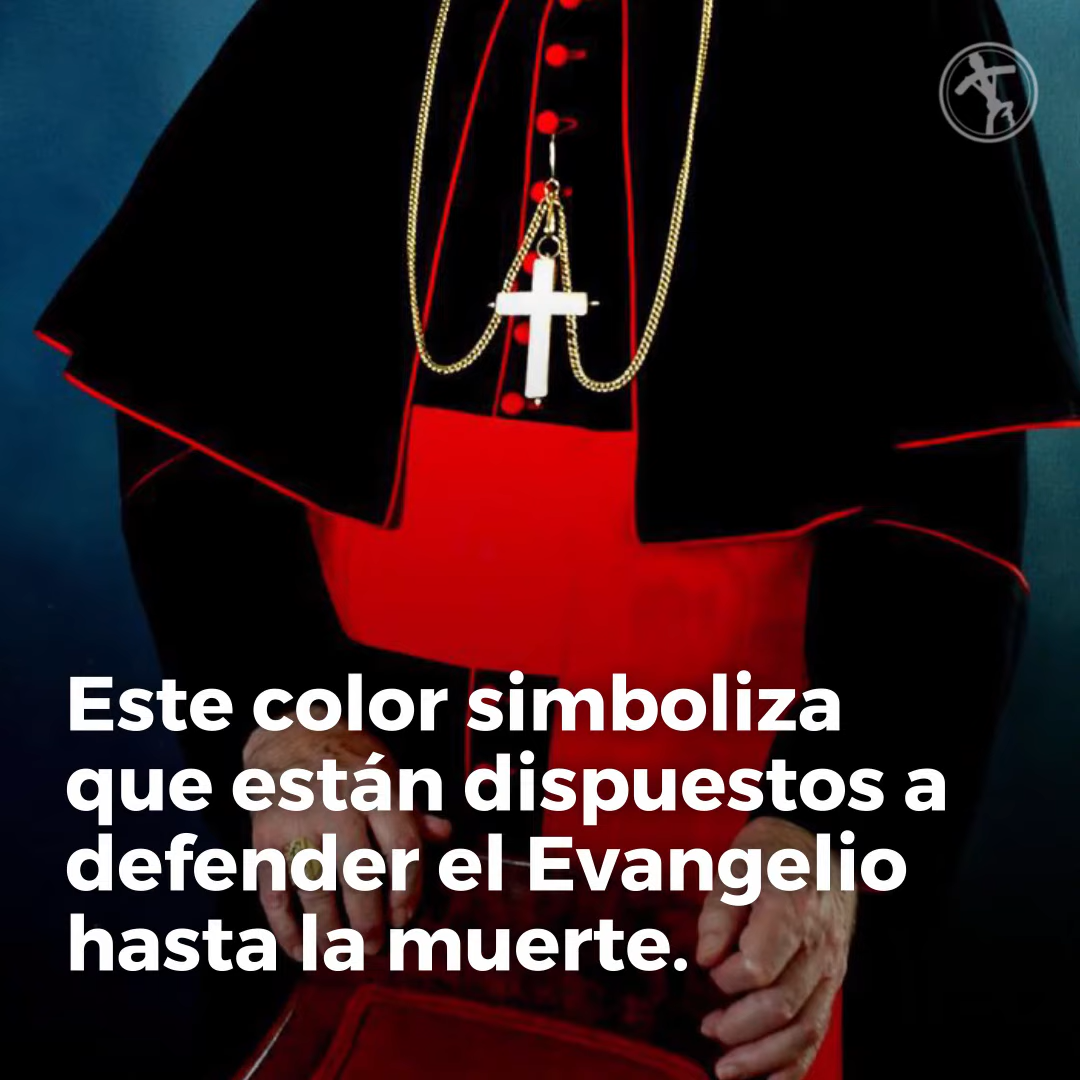 Este color simboliza
que están dispuestos a
defender el Evangelio
hasta la muerte.